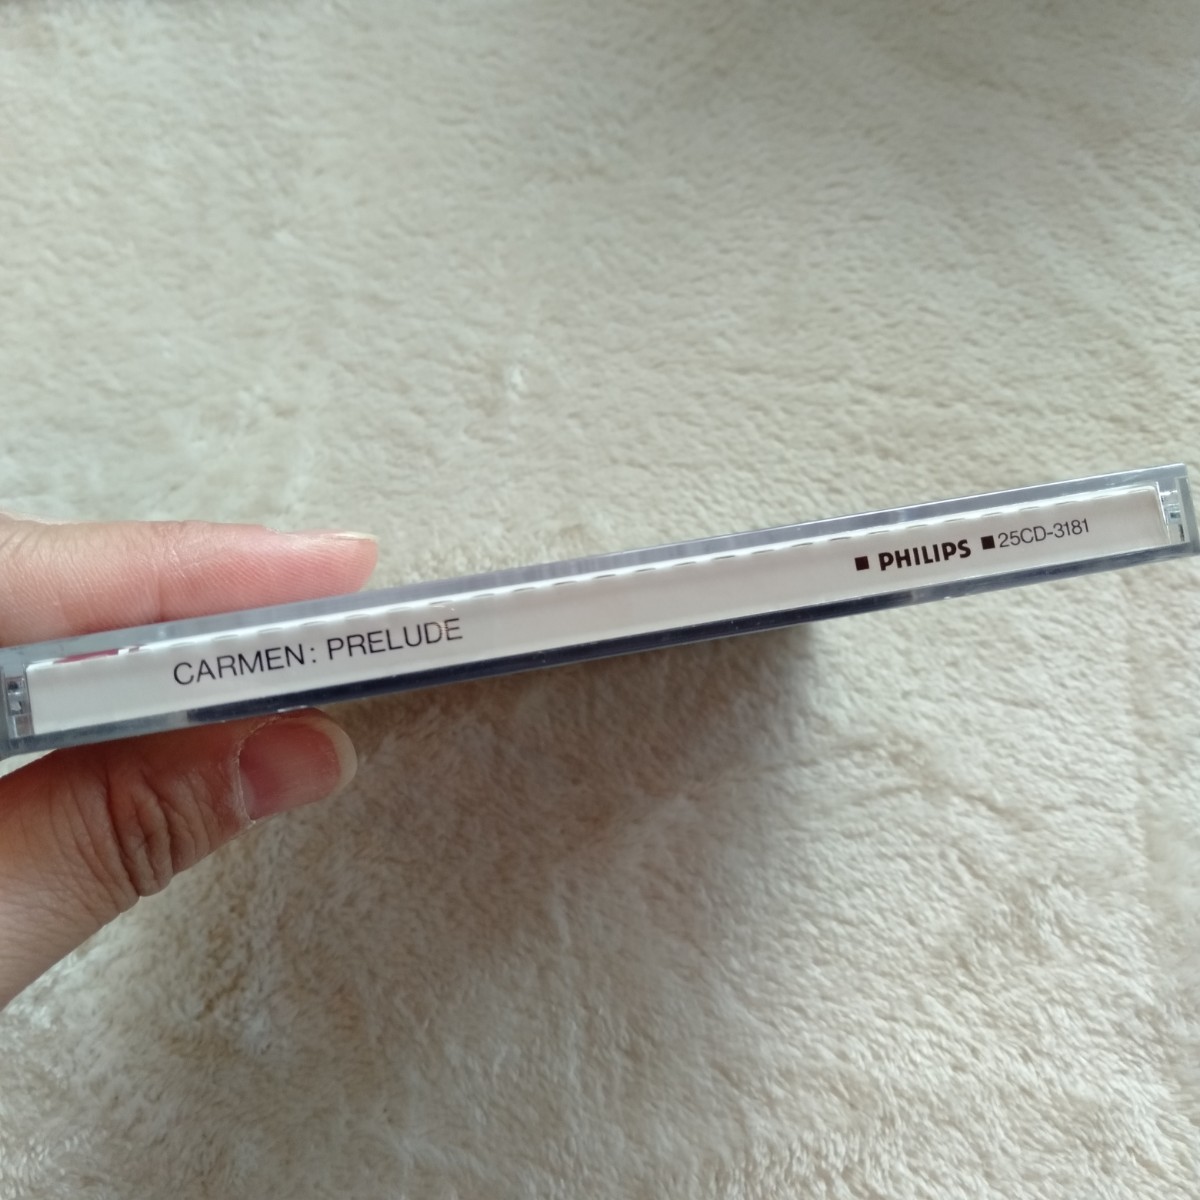 CARMEN: PRELUDE ■ PHILIPS ■ 25CD-3181